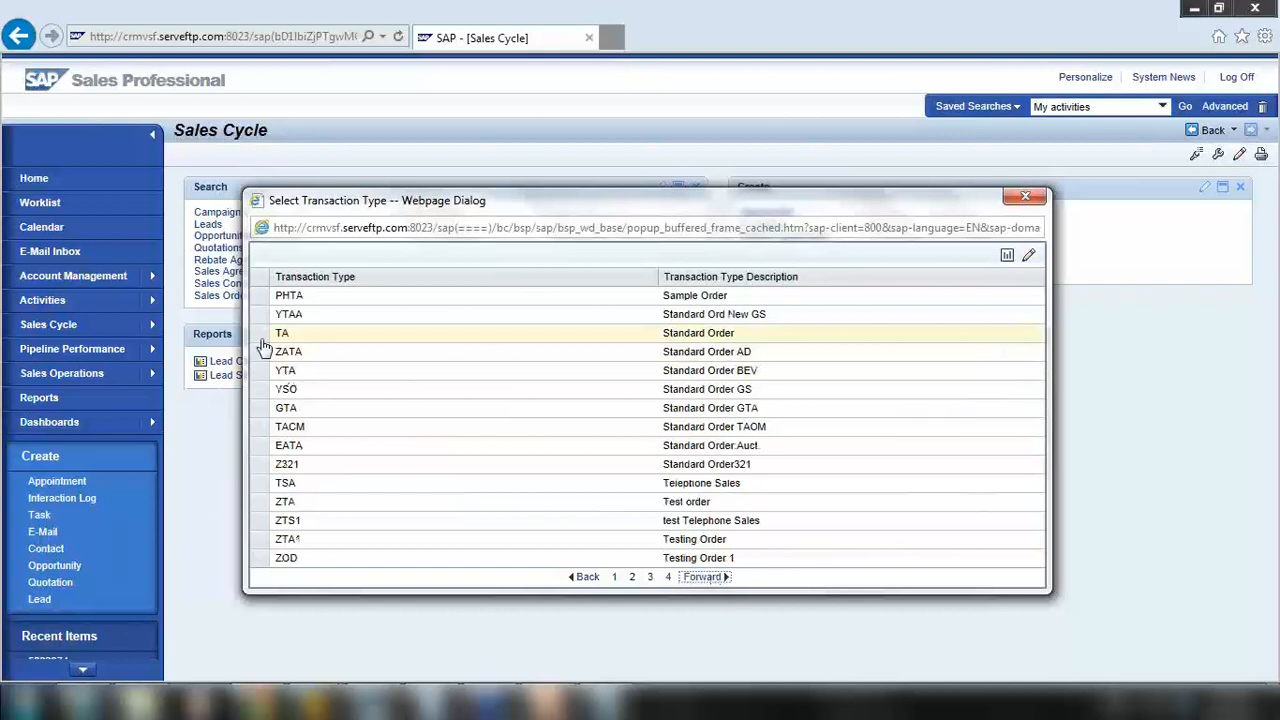 http://crmvsf.serveftp.com:8023/sap(bD1lbiZjPTgwM
SAP - [Sales Cycle]
SAP Sales Professional
Personalize System News Log Off
Saved Searches My activities Go Advanced
Sales Cycle
Back
Home
Worklist
Calendar
E-Mail Inbox
Account Management
Activities
Sales Cycle
Pipeline Performance
Sales Operations
Reports
Dashboards
Create
Appointment
Interaction Log
Task
E-Mail
Contact
Opportunity
Quotation
Lead
Recent Items
Search
Campaign
Leads
Opportunit
Quotations
Rebate Ag
Sales Agre
Sales Con
Sales Orde
Reports
Lead C
Lead S
Create
Select Transaction Type -- Webpage Dialog
http://crmvsf.serveftp.com:8023/sap(====)/bc/bsp/sap/bsp_wd_base/popup_buffered_frame_cached.htm?sap-client=800&sap-language=EN&sap-doma
Transaction Type Transaction Type Description
PHTA Sample Order
YTAA Standard Ord New GS
TA Standard Order
ZATA Standard Order AD
YTA Standard Order BEV
YSO Standard Order GS
GTA Standard Order GTA
TACM Standard Order TAOM
EATA Standard Order:Auct.
Z321 Standard Order321
TSA Telephone Sales
ZTA Test order
ZTS1 test Telephone Sales
ZTA1 Testing Order
ZOD Testing Order 1
Back 1 2 3 4 Forward